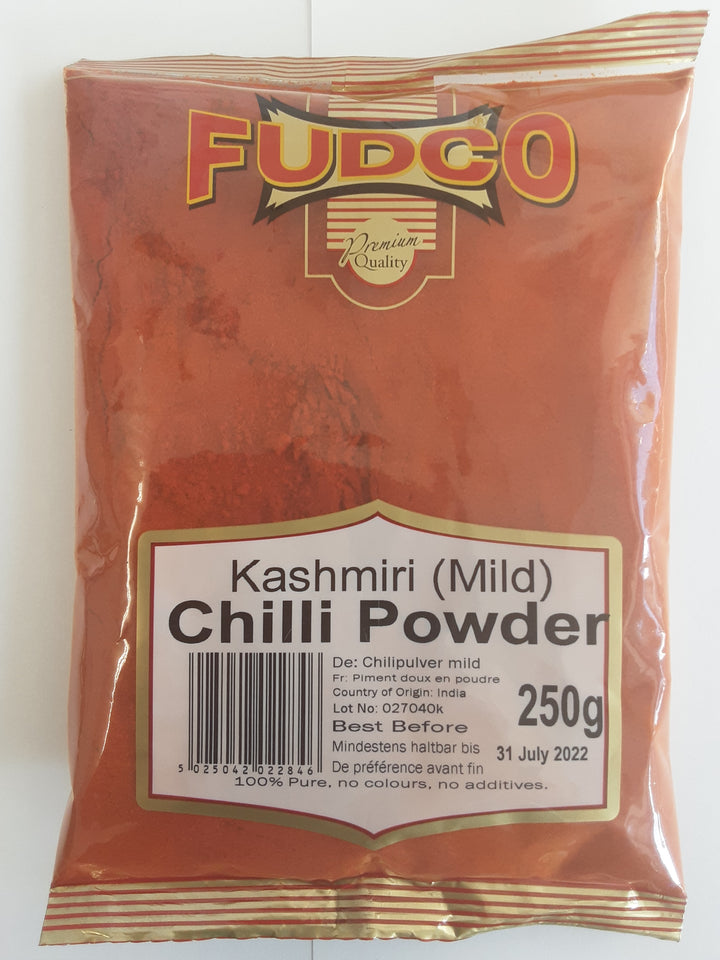 FUDCO
®
Premium
Quality
Kashmiri (Mild)
Chilli Powder
De: Chilipulver mild
Fr: Piment doux en poudre
Country of Origin: India
Lot No: 027040k
250g
Best Before
Mindestens haltbar bis 31 July 2022
De préférence avant fin
5 025042 022846
100% Pure, no colours, no additives.